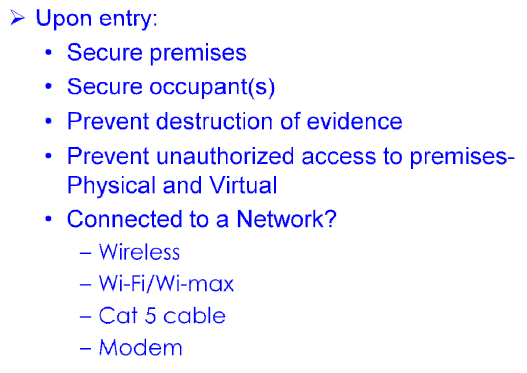 ➢ Upon entry:
• Secure premises
• Secure occupant(s)
• Prevent destruction of evidence
• Prevent unauthorized access to premises-
Physical and Virtual
• Connected to a Network?
– Wireless
– Wi-Fi/Wi-max
– Cat 5 cable
– Modem